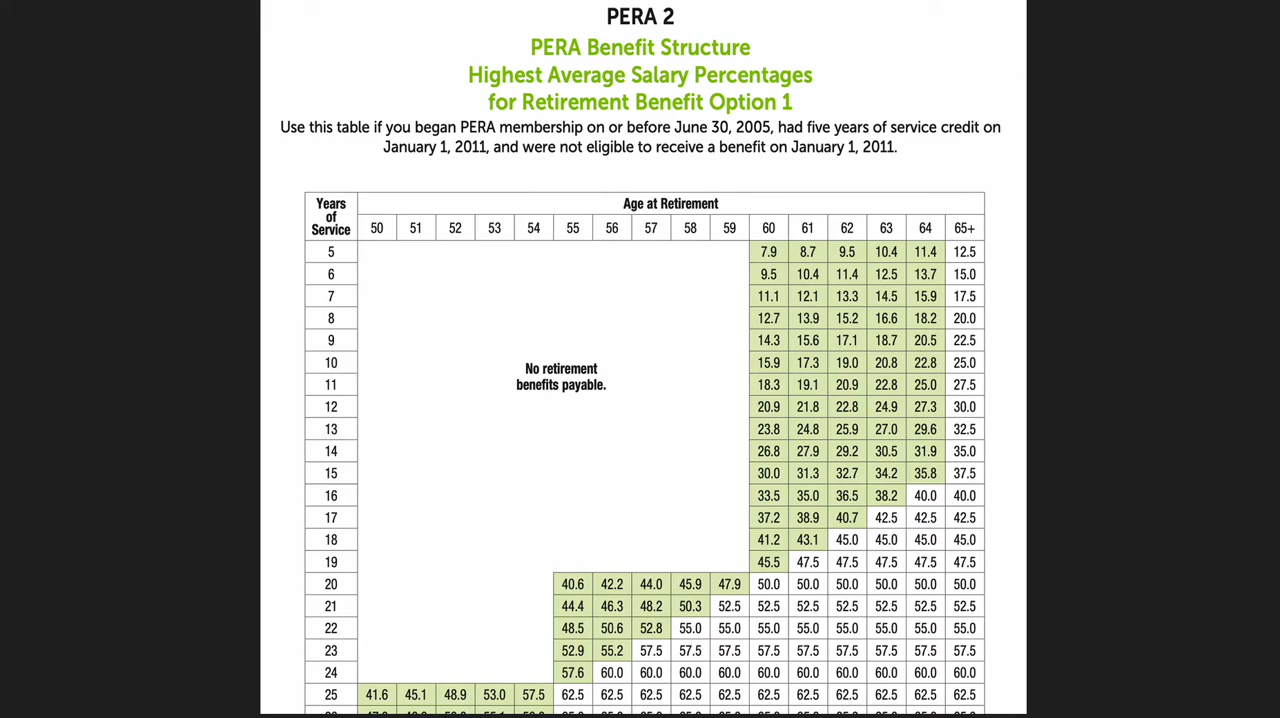 PERA 2
PERA Benefit Structure
Highest Average Salary Percentages
for Retirement Benefit Option 1
Use this table if you began PERA membership on or before June 30, 2005, had five years of service credit on
January 1, 2011, and were not eligible to receive a benefit on January 1, 2011.
Years of Service
Age at Retirement
50 51 52 53 54 55 56 57 58 59 60 61 62 63 64 65+
5 7.9 8.7 9.5 10.4 11.4 12.5
6 9.5 10.4 11.4 12.5 13.7 15.0
7 11.1 12.1 13.3 14.5 15.9 17.5
8 12.7 13.9 15.2 16.6 18.2 20.0
9 14.3 15.6 17.1 18.7 20.5 22.5
10 15.9 17.3 19.0 20.8 22.8 25.0
No retirement
benefits payable.
11 18.3 19.1 20.9 22.8 25.0 27.5
12 20.9 21.8 22.8 24.9 27.3 30.0
13 23.8 24.8 25.9 27.0 29.6 32.5
14 26.8 27.9 29.2 30.5 31.9 35.0
15 30.0 31.3 32.7 34.2 35.8 37.5
16 33.5 35.0 36.5 38.2 40.0 40.0
17 37.2 38.9 40.7 42.5 42.5 42.5
18 41.2 43.1 45.0 45.0 45.0 45.0
19 45.5 47.5 47.5 47.5 47.5 47.5
20 40.6 42.2 44.0 45.9 47.9 50.0 50.0 50.0 50.0 50.0 50.0
21 44.4 46.3 48.2 50.3 52.5 52.5 52.5 52.5 52.5 52.5 52.5
22 48.5 50.6 52.8 55.0 55.0 55.0 55.0 55.0 55.0 55.0 55.0
23 52.9 55.2 57.5 57.5 57.5 57.5 57.5 57.5 57.5 57.5 57.5
24 57.6 60.0 60.0 60.0 60.0 60.0 60.0 60.0 60.0 60.0 60.0
25 41.6 45.1 48.9 53.0 57.5 62.5 62.5 62.5 62.5 62.5 62.5 62.5 62.5 62.5 62.5 62.5